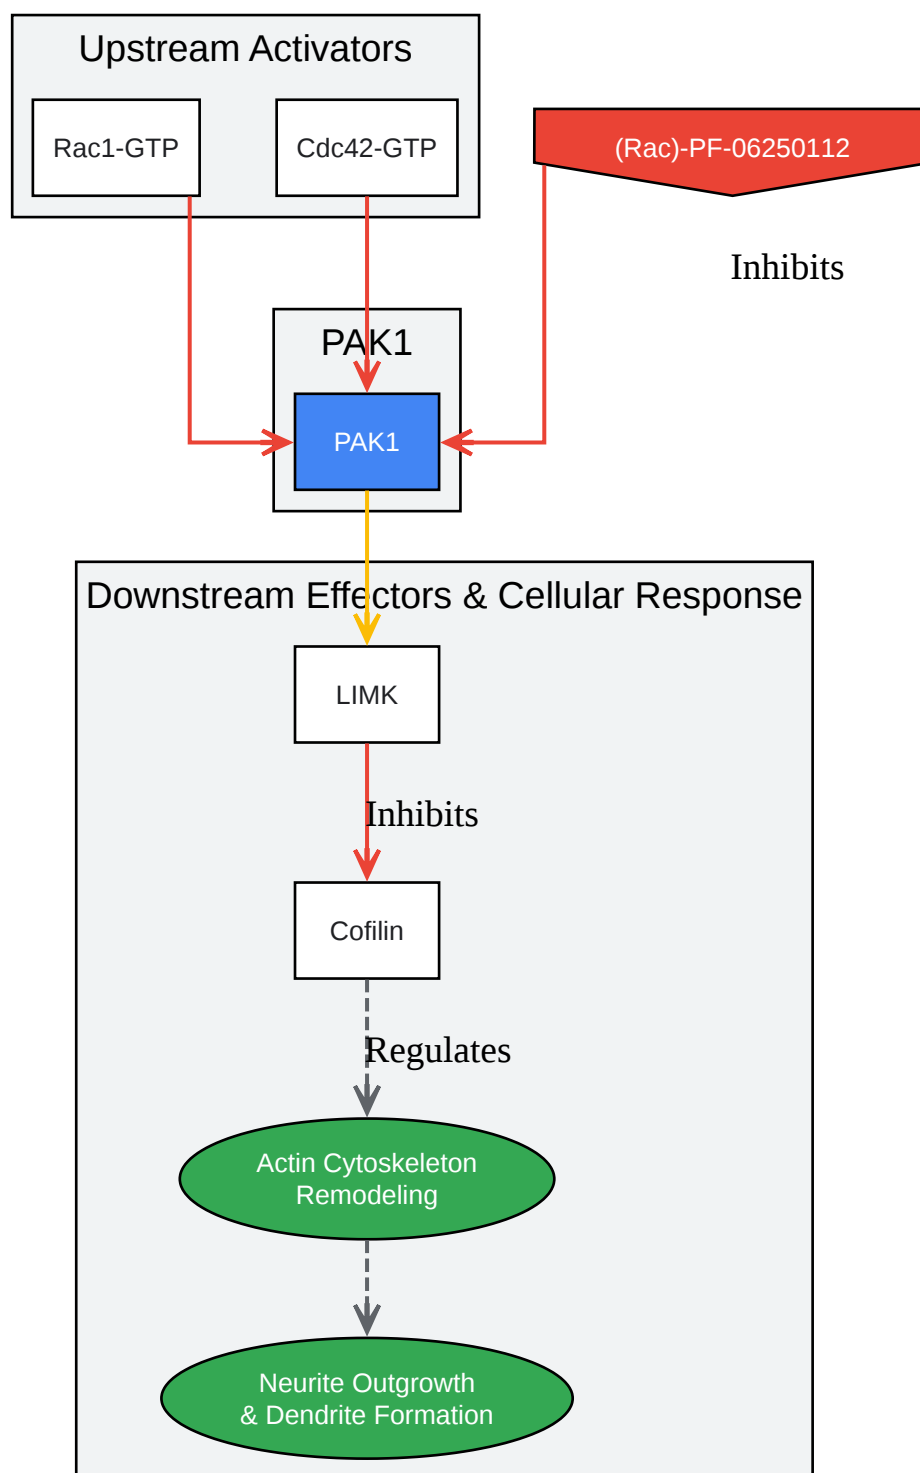 Upstream Activators
Rac1-GTP
Cdc42-GTP
(Rac)-PF-06250112
Inhibits
PAK1
PAK1
Downstream Effectors & Cellular Response
LIMK
Inhibits
Cofilin
Regulates
Actin Cytoskeleton
Remodeling
Neurite Outgrowth
& Dendrite Formation